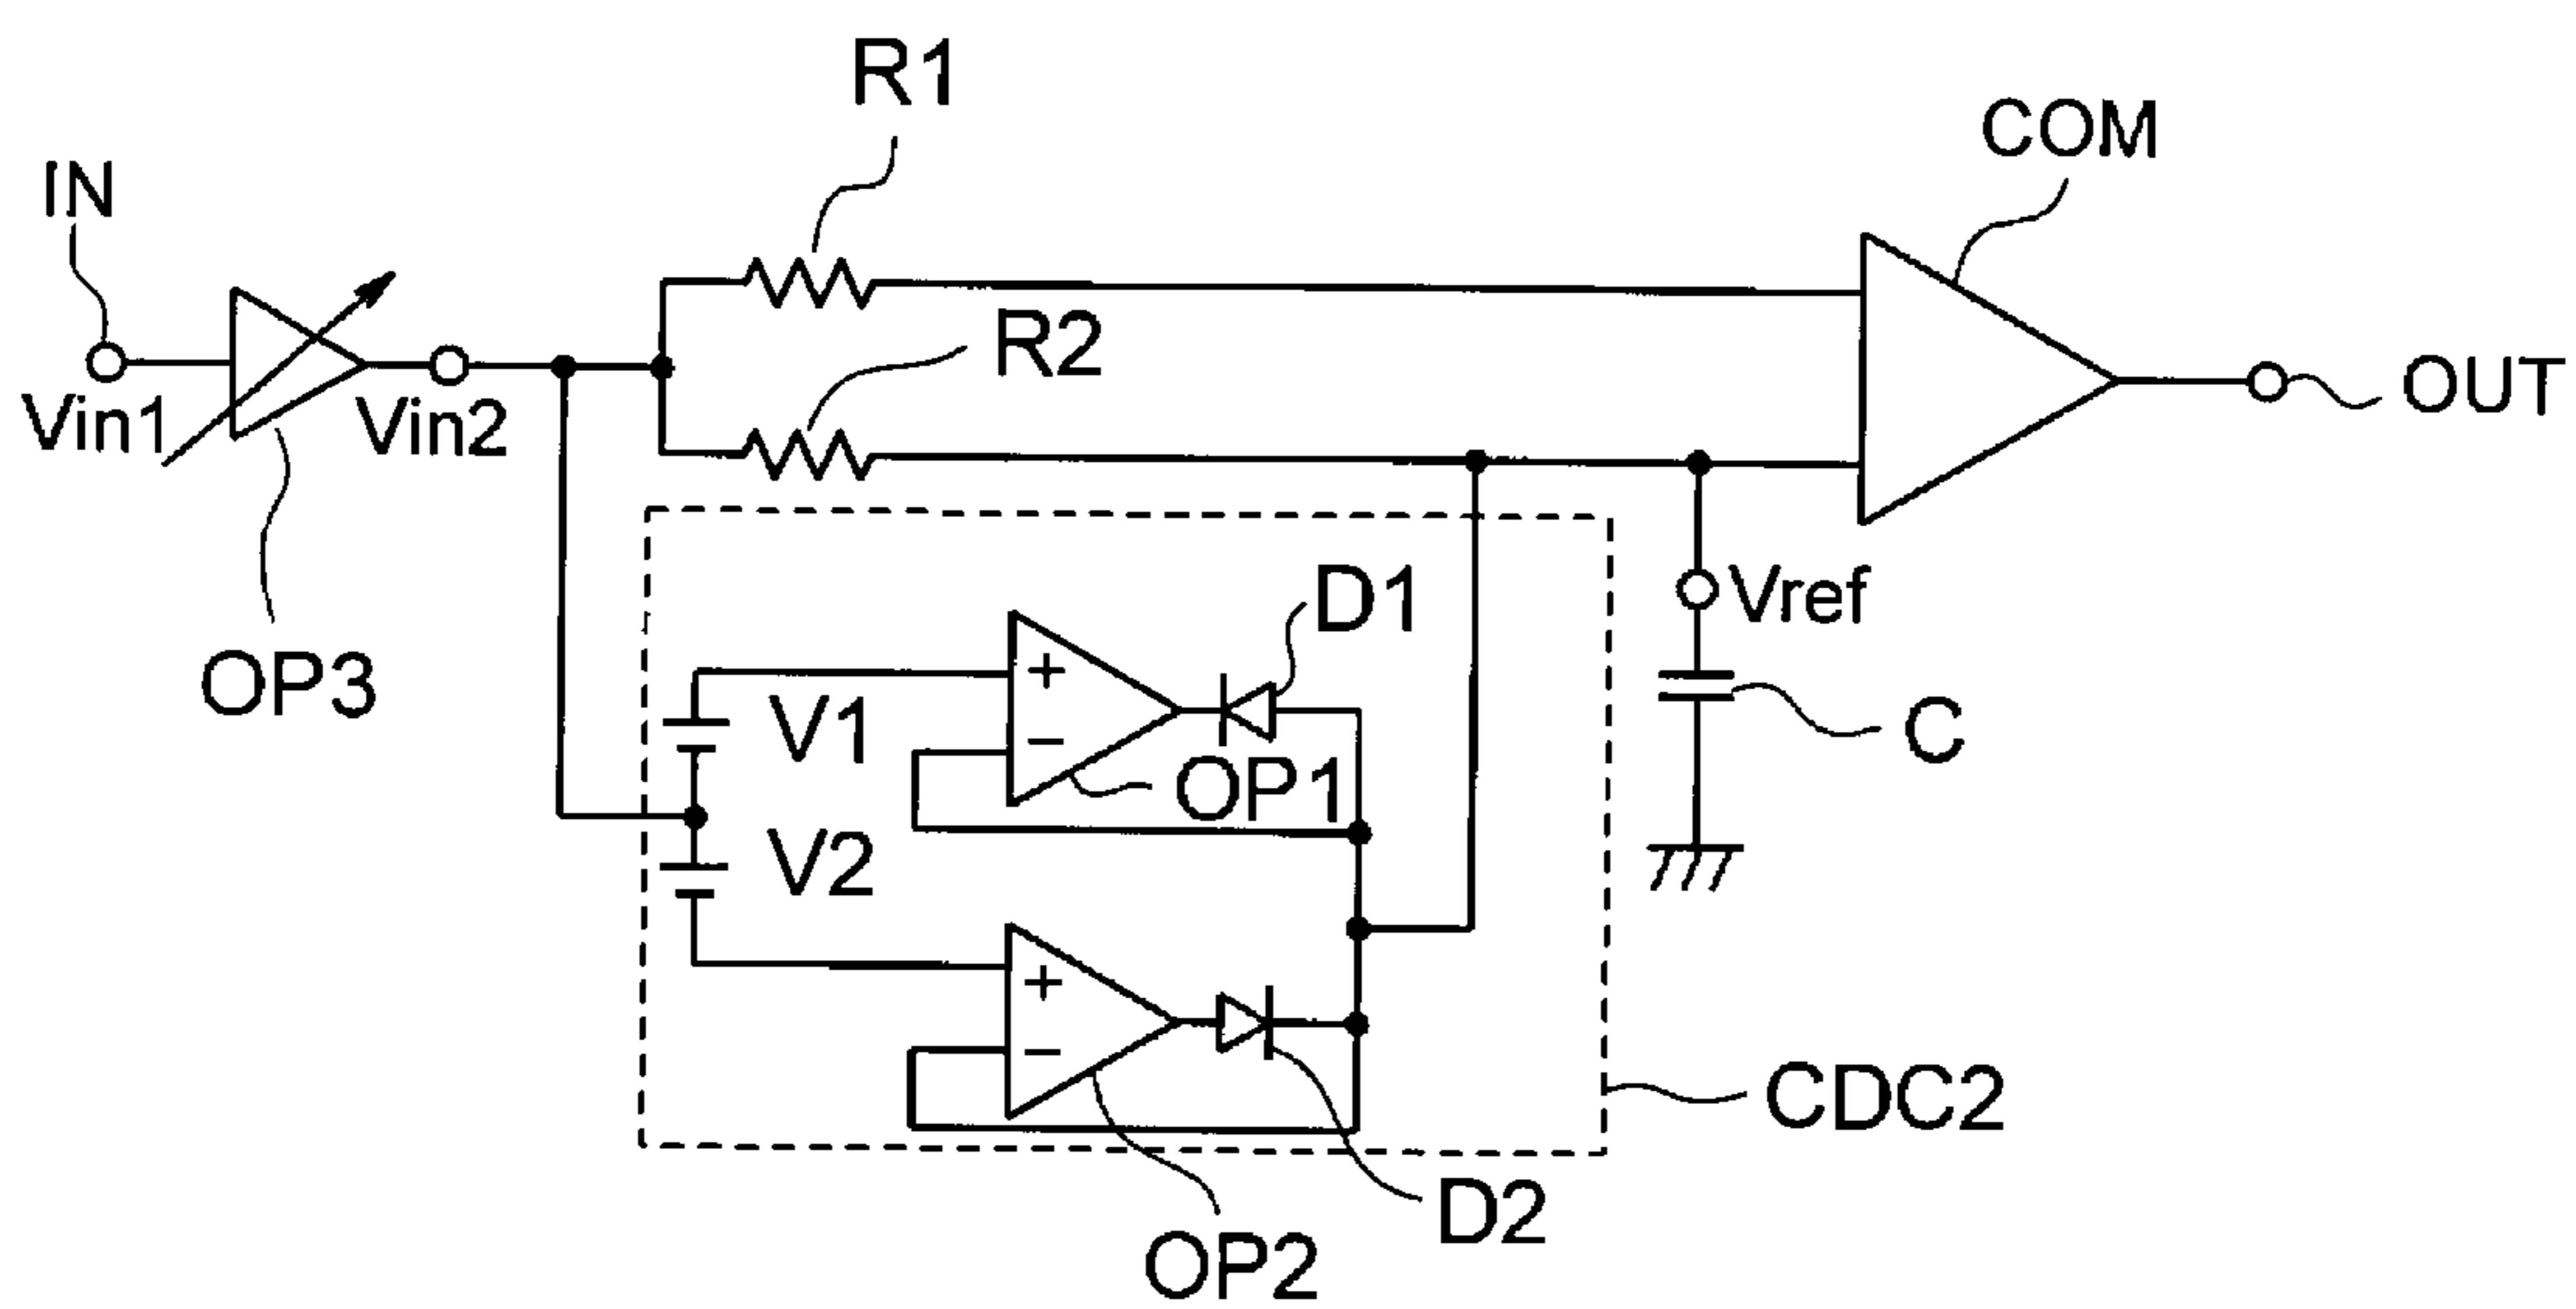 R1
COM
IN
R2
OUT
Vin1
Vin2
D1
Vref
OP3
+
V1
C
−
OP1
V2
+
−
CDC2
D2
OP2